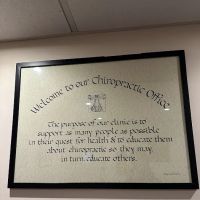 Welcome to our Chiropractic Office
The purpose of our clinic is to
support as many people as possible
in their quest for health & to educate them
about chiropractic so they may
in turn educate others.